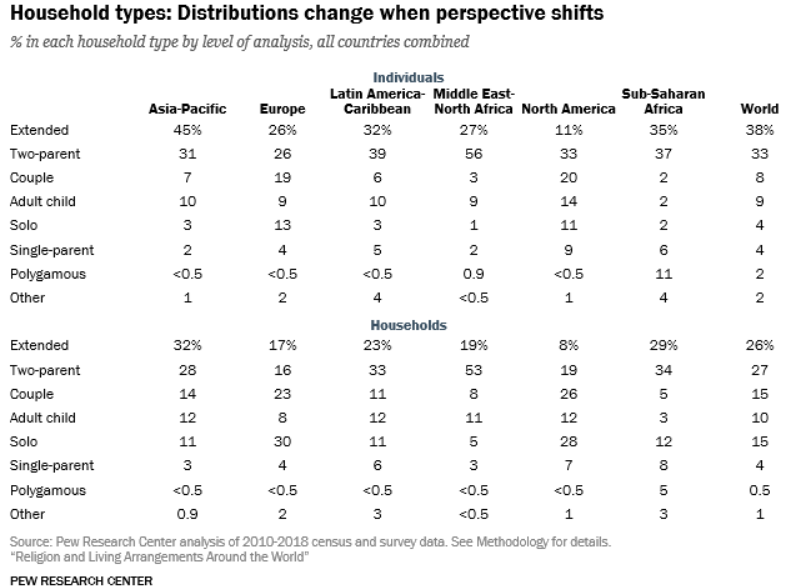 Household types: Distributions change when perspective shifts
% in each household type by level of analysis, all countries combined
Individuals
Latin America- Middle East- Sub-Saharan
Asia-Pacific Europe Caribbean North Africa North America Africa World
Extended 45% 26% 32% 27% 11% 35% 38%
Two-parent 31 26 39 56 33 37 33
Couple 7 19 6 3 20 2 8
Adult child 10 9 10 9 14 2 9
Solo 3 13 3 1 11 2 4
Single-parent 2 4 5 2 9 6 4
Polygamous <0.5 <0.5 <0.5 0.9 <0.5 11 2
Other 1 2 4 <0.5 1 4 2
Households
Extended 32% 17% 23% 19% 8% 29% 26%
Two-parent 28 16 33 53 19 34 27
Couple 14 23 11 8 26 5 15
Adult child 12 8 12 11 12 3 10
Solo 11 30 11 5 28 12 15
Single-parent 3 4 6 3 7 8 4
Polygamous <0.5 <0.5 <0.5 <0.5 <0.5 5 0.5
Other 0.9 2 3 <0.5 1 3 1
Source: Pew Research Center analysis of 2010-2018 census and survey data. See Methodology for details.
"Religion and Living Arrangements Around the World"
PEW RESEARCH CENTER